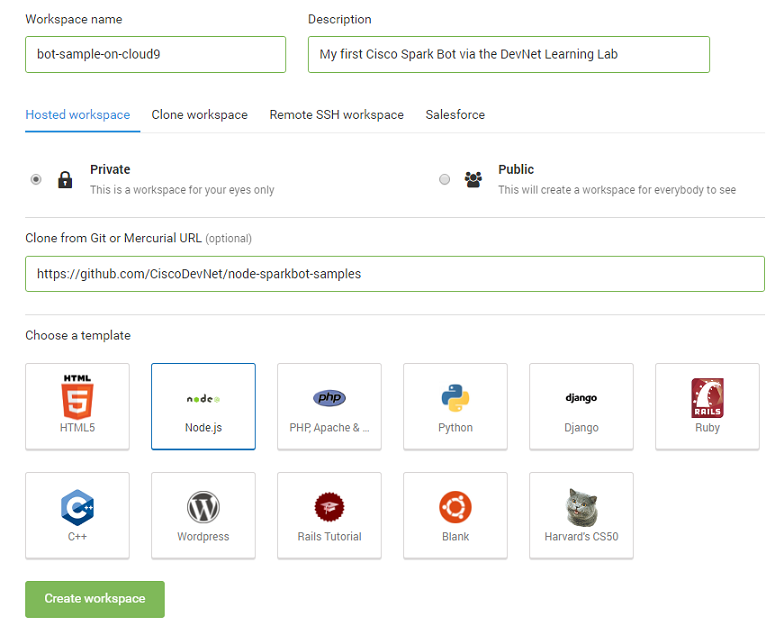 Workspace name
Description
bot-sample-on-cloud9
My first Cisco Spark Bot via the DevNet Learning Lab
Hosted workspace Clone workspace Remote SSH workspace Salesforce
Private
This is a workspace for your eyes only
Public
This will create a workspace for everybody to see
Clone from Git or Mercurial URL (optional)
https://github.com/CiscoDevNet/node-sparkbot-samples
Choose a template
HTML
5
HTML5
node
Node.js
php
PHP, Apache & ...
Python
django
Django
RAILS
Ruby
C++
C++
W
Wordpress
Rails Tutorial
Blank
Harvard's CS50
Create workspace